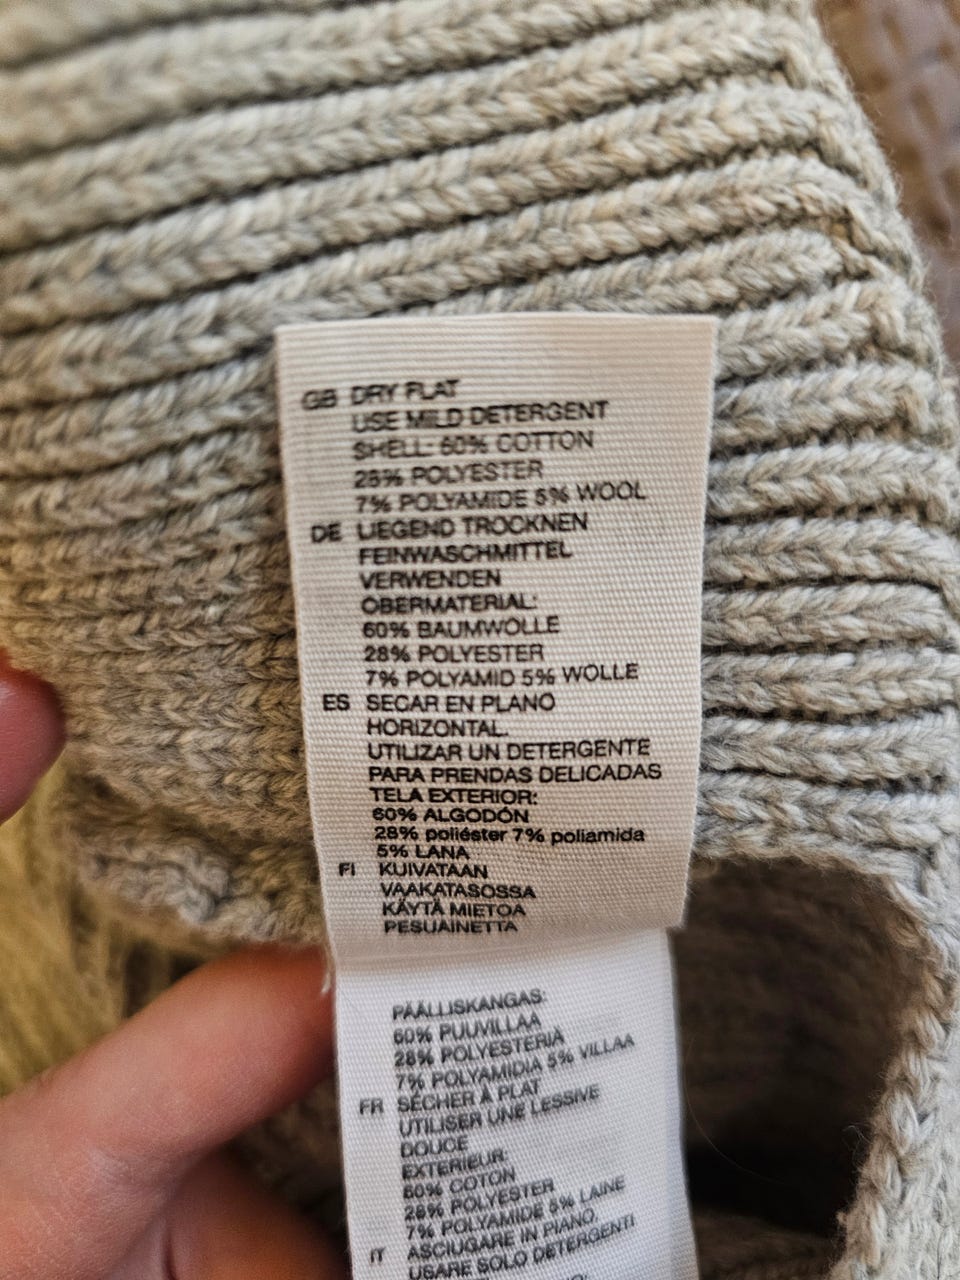 GB DRY FLAT
USE MILD DETERGENT
SHELL: 60% COTTON
28% POLYESTER
7% POLYAMIDE 5% WOOL
DE LIEGEND TROCKNEN
FEINWASCHMITTEL
VERWENDEN
OBERMATERIAL:
60% BAUMWOLLE
28% POLYESTER
7% POLYAMID 5% WOLLE
ES SECAR EN PLANO
HORIZONTAL.
UTILIZAR UN DETERGENTE
PARA PRENDAS DELICADAS
TELA EXTERIOR:
60% ALGODÓN
28% poliéster 7% poliamida
5% LANA
FI KUIVATAAN
VAAKATASOSSA
KÄYTÄ MIETOA
PESUAINETTA
PÄÄLLISKANGAS:
60% PUUVILLAA
28% POLYESTERIÄ
7% POLYAMIDIA 5% VILLAA
FR SÉCHER À PLAT
UTILISER UNE LESSIVE
DOUCE
EXTERIEUR:
60% COTON
28% POLYESTER
7% POLYAMIDE 5% LAINE
IT ASCIUGARE IN PIANO.
USARE SOLO DETERGENTI